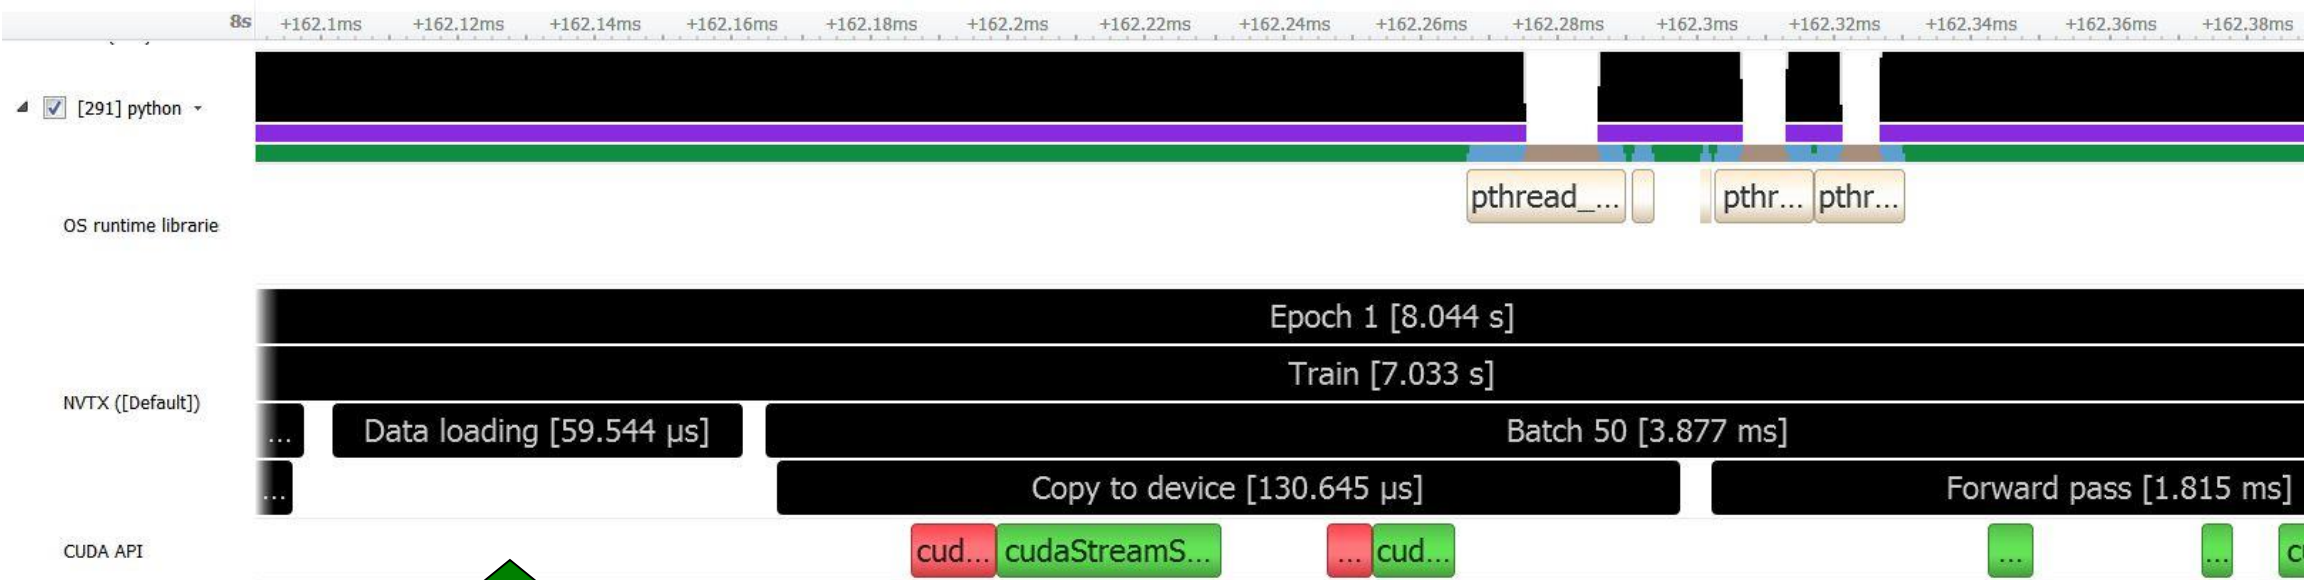 8s +162.1ms +162.12ms +162.14ms +162.16ms +162.18ms +162.2ms +162.22ms +162.24ms +162.26ms +162.28ms +162.3ms +162.32ms +162.34ms +162.36ms +162.38ms
[291] python
OS runtime librarie
pthread_... pthr... pthr...
Epoch 1 [8.044 s]
Train [7.033 s]
NVTX ([Default])
... Data loading [59.544 µs] Batch 50 [3.877 ms]
... Copy to device [130.645 µs] Forward pass [1.815 ms]
CUDA API
cud... cudaStreamS... ... cud... ... ...